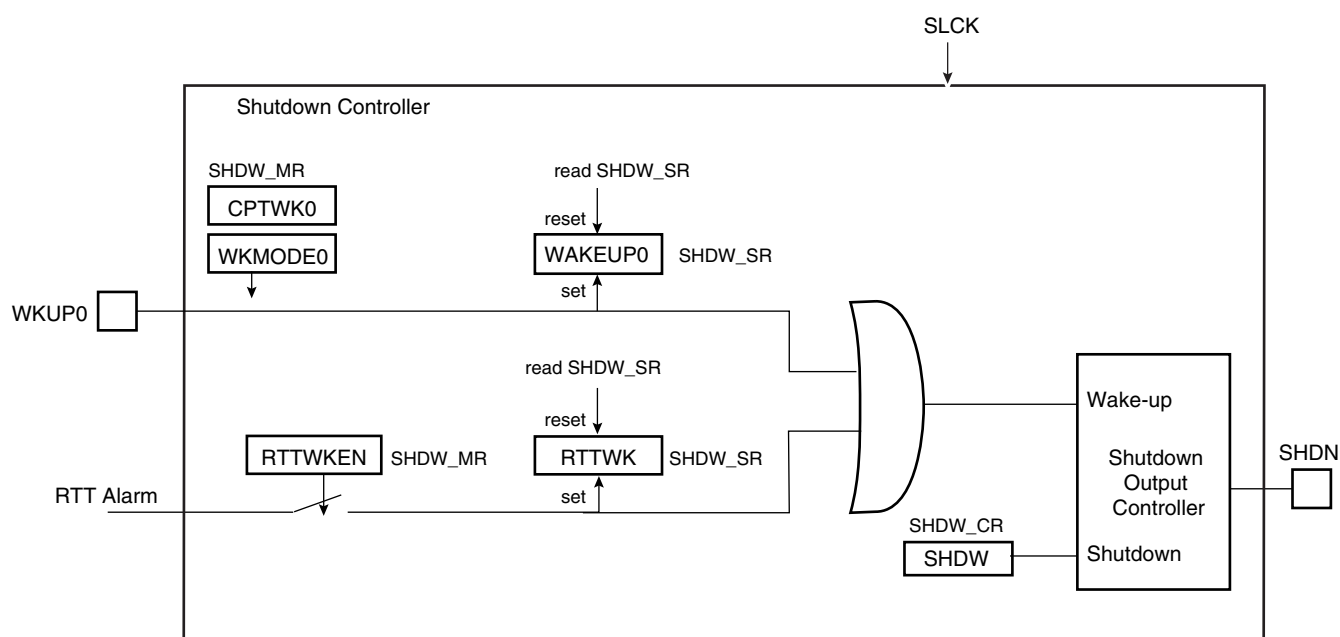 SLCK
Shutdown Controller
SHDW_MR
CPTWK0
WKMODE0
read SHDW_SR
reset
WAKEUP0
SHDW_SR
set
WKUP0
read SHDW_SR
reset
RTTWKEN
SHDW_MR
RTTWK
SHDW_SR
set
RTT Alarm
Wake-up
Shutdown
Output
Controller
SHDN
SHDW_CR
SHDW
Shutdown